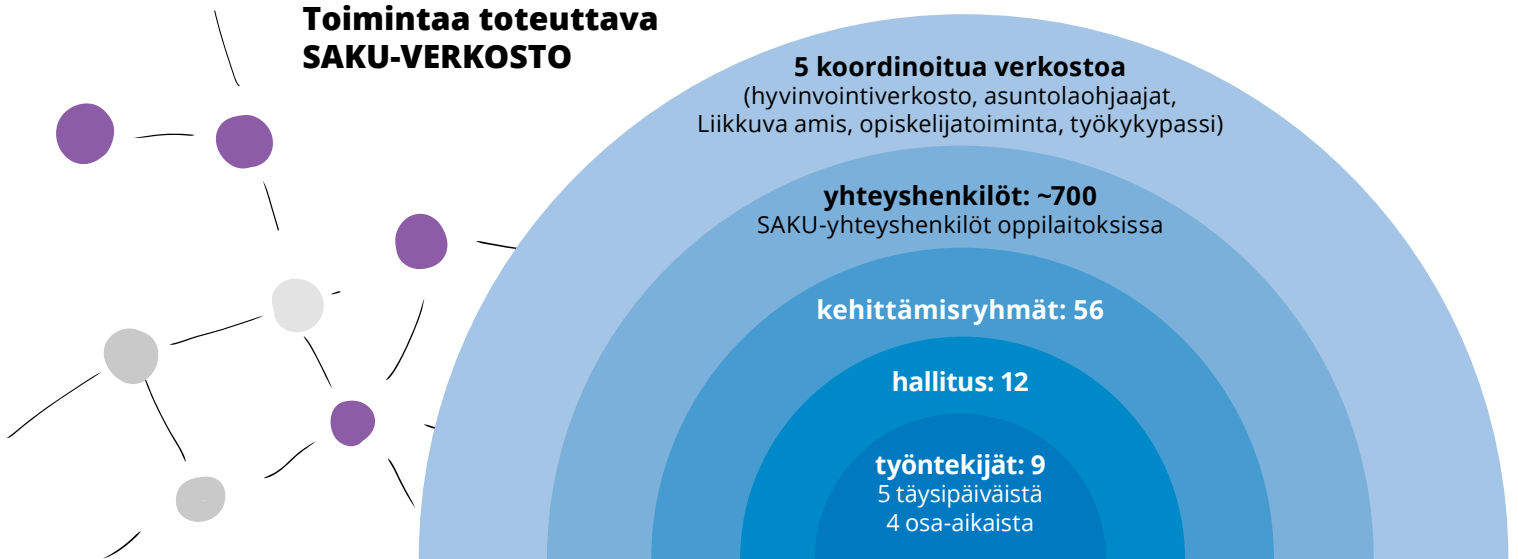 Toimintaa toteuttava
SAKU-VERKOSTO
5 koordinoitua verkostoa
(hyvinvointiverkosto, asuntolaohjaajat,
Liikkuva amis, opiskelijatoiminta, työkykypassi)
yhteyshenkilöt: ~700
SAKU-yhteyshenkilöt oppilaitoksissa
kehittämisryhmät: 56
hallitus: 12
työntekijät: 9
5 täysipäiväistä
4 osa-aikaista